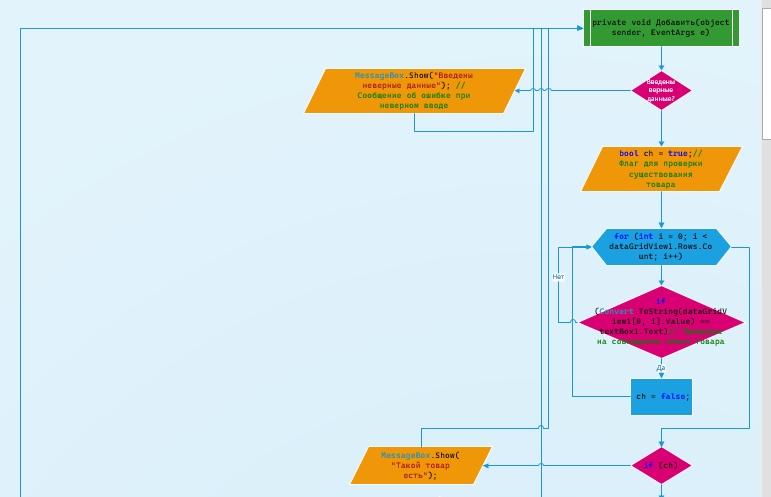 private void Добавить(object
sender, EventArgs e)
MessageBox.Show("Введены
неверные данные"); //
Сообщение об ошибке при
неверном вводе
Введены
верные
данные?
bool ch = true;//
Флаг для проверки
существования
товара
for (int i = 0; i <
dataGridView1.Rows.Co
unt; i++)
Нет
if
(Convert.ToString(dataGridV
iew1[0, i].Value) ==
textBox1.Text)//
на товара
Да
ch = false;
MessageBox.Show(
"Такой товар
есть");
if (ch)